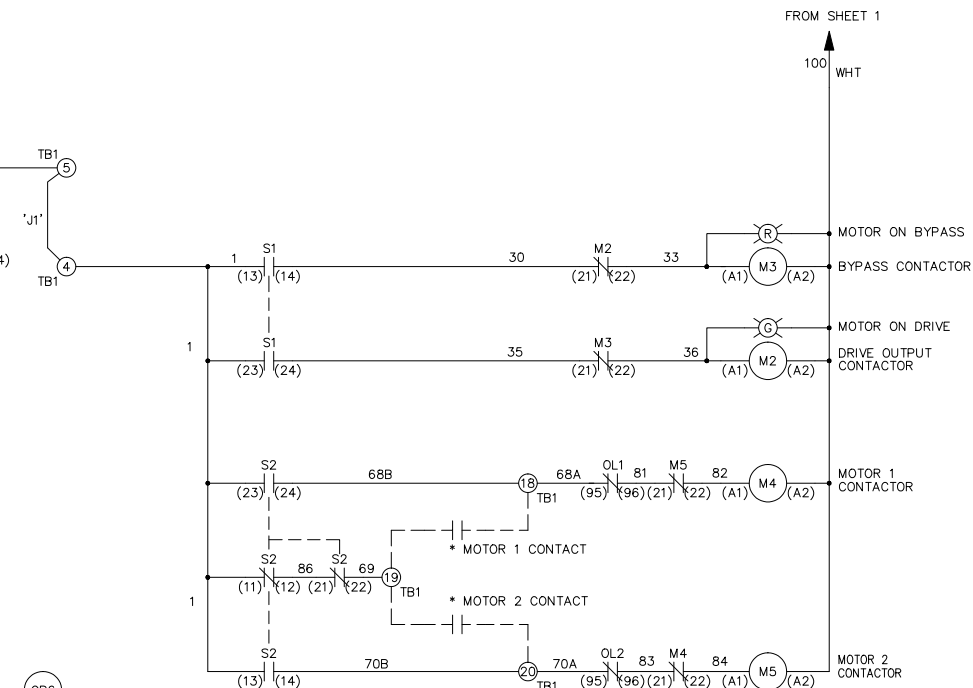 FROM SHEET 1
100
WHT
TB1
5
'J1'
4)
4
TB1
1
S1
(13) (14)
30
M2
(21) (22)
33
R
MOTOR ON BYPASS
(A1) M3 (A2)
BYPASS CONTACTOR
1
S1
(23) (24)
35
M3
(21) (22)
36
G
MOTOR ON DRIVE
(A1) M2 (A2)
DRIVE OUTPUT
CONTACTOR
S2
(23) (24)
68B
18
TB1
68A
OL1
(95) (96)
81
M5
(21) (22)
82
(A1) M4 (A2)
MOTOR 1
CONTACTOR
* MOTOR 1 CONTACT
S2
(11) (12)
86
S2
(21) (22)
69
19
TB1
* MOTOR 2 CONTACT
1
S2
(13) (14)
70B
20
TB1
70A
OL2
(95) (96)
83
M4
(21) (22)
84
(A1) M5 (A2)
MOTOR 2
CONTACTOR